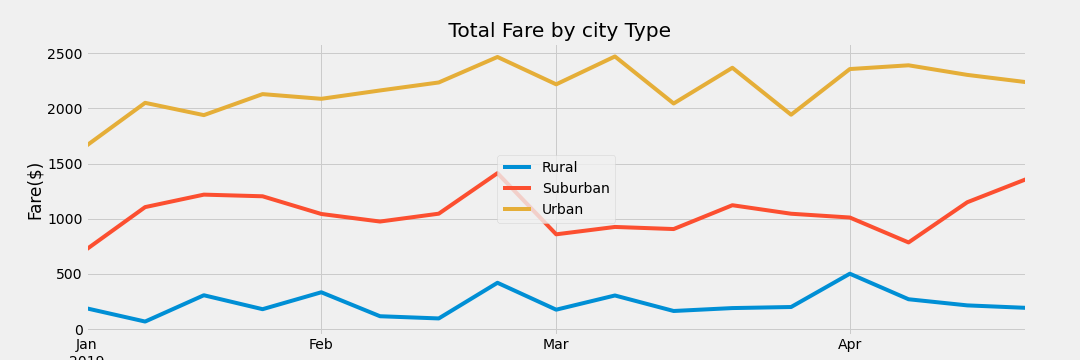 Total Fare by city Type
Fare($)
2500
2000
1500
1000
500
0
Rural
Suburban
Urban
Jan
Feb
Mar
Apr
2019